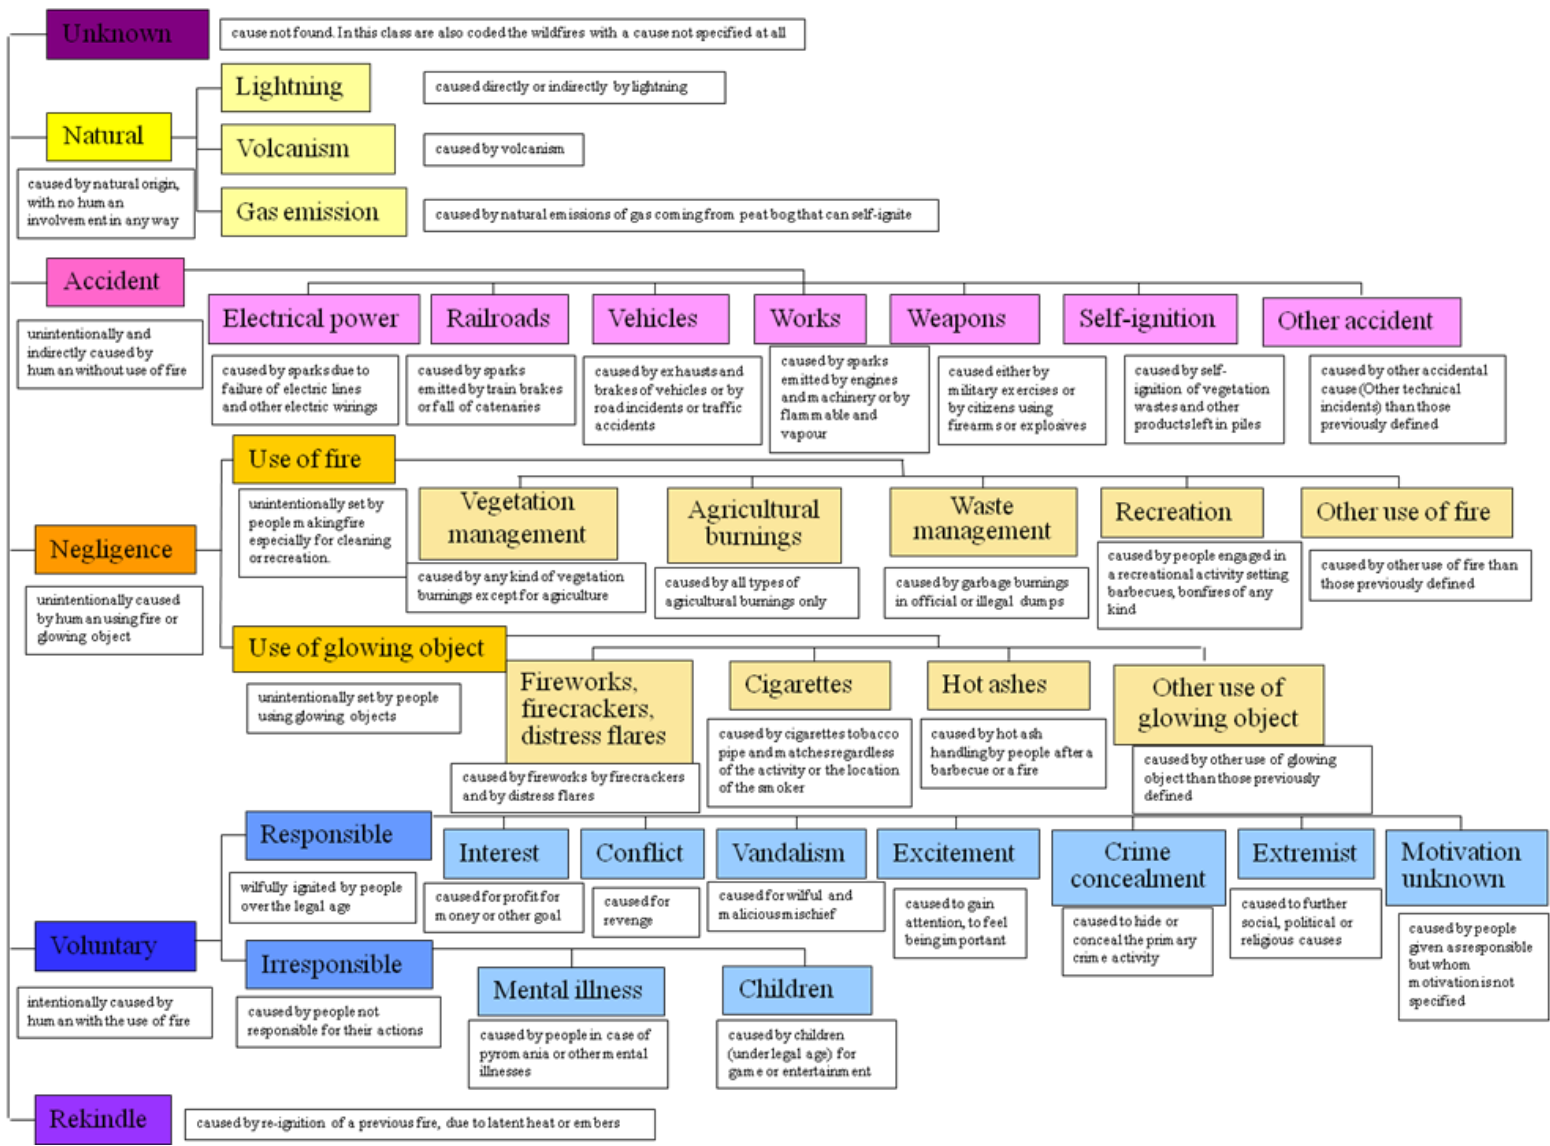 Unknown
cause not found. In this class are also coded the wildfires with a cause not specified at all
Lightning
caused directly or indirectly by lightning
Natural
Volcanism
caused by volcanism
caused by natural origin,
with no human
involvement in any way
Gas emission
caused by natural emissions of gas coming from peat bog that can self-ignite
Accident
unintentionally and
indirectly caused by
human without use of fire
Electrical power
Railroads
Vehicles
Works
Weapons
Self-ignition
Other accident
caused by sparks due to
failure of electric lines
and other electric wirings
caused by sparks
emitted by train brakes
or fall of catenaries
caused by exhausts and
brakes of vehicles or by
road incidents or traffic
accidents
caused by sparks
emitted by engines
and machinery or by
flammable and
vapour
caused either by
military exercises or
by citizens using
firearms or explosives
caused by self-
ignition of vegetation
wastes and other
products left in piles
caused by other accidental
cause (Other technical
incidents) than those
previously defined
Use of fire
unintentionally set by
people making fire
especially for cleaning
or recreation.
Vegetation
management
Agricultural
burnings
Waste
management
Recreation
Other use of fire
caused by any kind of vegetation
burnings except for agriculture
caused by all types of
agricultural burnings only
caused by garbage burnings
in official or illegal dumps
caused by people engaged in
a recreational activity setting
barbecues, bonfires of any
kind
caused by other use of fire than
those previously defined
Negligence
unintentionally caused
by human using fire or
glowing object
Use of glowing object
unintentionally set by people
using glowing objects
Fireworks,
firecrackers,
distress flares
Cigarettes
Hot ashes
Other use of
glowing object
caused by fireworks by firecrackers
and by distress flares
caused by cigarettes tobacco
pipe and matches regardless
of the activity or the location
of the smoker
caused by hot ash
handling by people after a
barbecue or a fire
caused by other use of glowing
object than those previously
defined
Responsible
wilfully ignited by people
over the legal age
Interest
Conflict
Vandalism
Excitement
Crime
concealment
Extremist
Motivation
unknown
caused for profit for
money or other goal
caused for
revenge
caused for wilful and
malicious mischief
caused to gain
attention, to feel
being important
caused to hide or
conceal the primary
crime activity
caused to further
social, political or
religious causes
caused by people
given as responsible
but whom
motivation is not
specified
Voluntary
intentionally caused by
human with the use of fire
Irresponsible
caused by people not
responsible for their actions
Mental illness
Children
caused by people in case of
pyromania or other mental
illnesses
caused by children
(under legal age) for
game or entertainment
Rekindle
caused by re-ignition of a previous fire, due to latent heat or embers